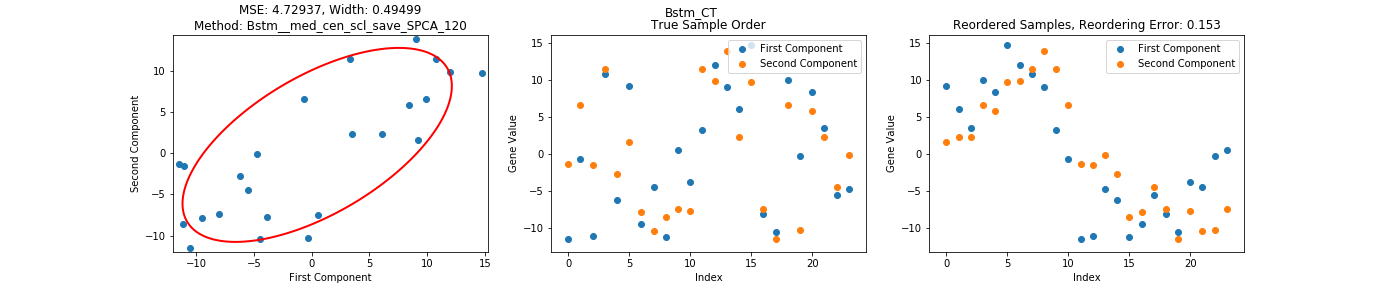 Bstm_CT
MSE: 4.72937, Width: 0.49499
Method: Bstm__med_cen_scl_save_SPCA_120
Second Component
10
5
0
−5
−10
−10
−5
0
5
10
15
First Component
True Sample Order
First Component
Second Component
Gene Value
15
10
5
0
−5
−10
0
5
10
15
20
Index
Reordered Samples, Reordering Error: 0.153
First Component
Second Component
Gene Value
15
10
5
0
−5
−10
0
5
10
15
20
Index